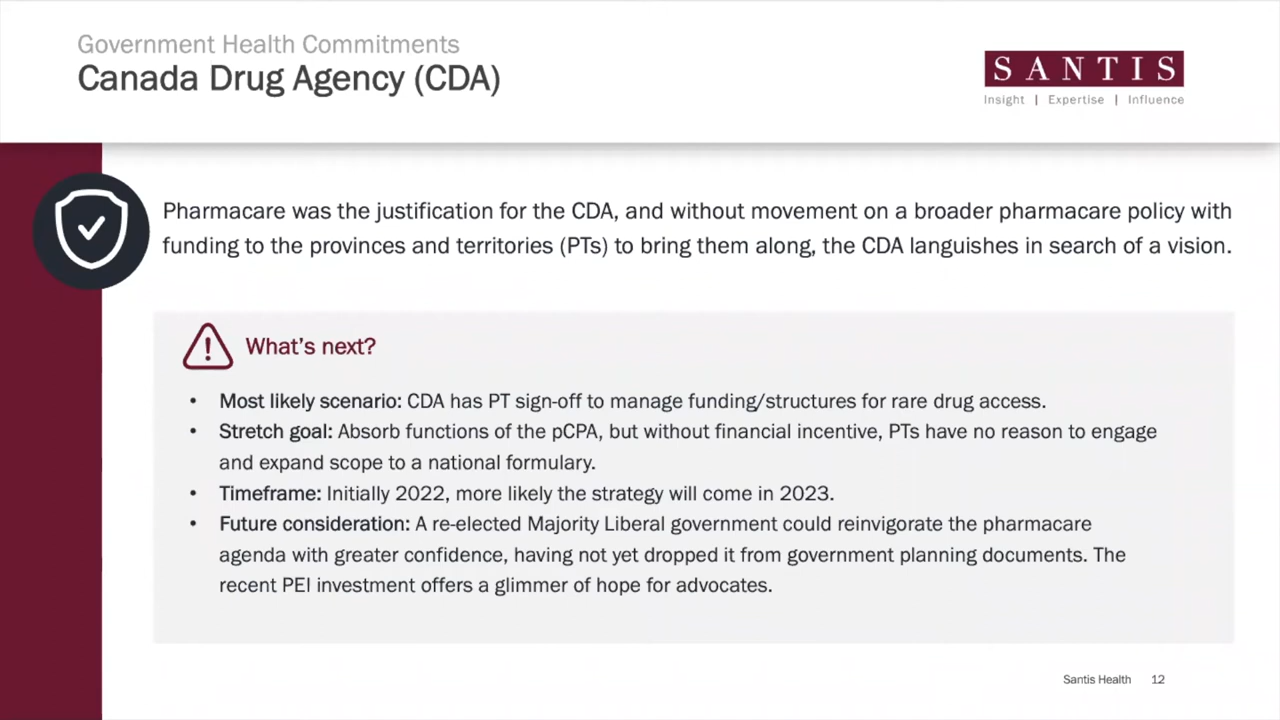 Government Health Commitments
Canada Drug Agency (CDA)
SANTIS
Insight | Expertise | Influence
Pharmacare was the justification for the CDA, and without movement on a broader pharmacare policy with
funding to the provinces and territories (PTs) to bring them along, the CDA languishes in search of a vision.
What's next?
• Most likely scenario: CDA has PT sign-off to manage funding/structures for rare drug access.
• Stretch goal: Absorb functions of the pCPA, but without financial incentive, PTs have no reason to engage
and expand scope to a national formulary.
• Timeframe: Initially 2022, more likely the strategy will come in 2023.
• Future consideration: A re-elected Majority Liberal government could reinvigorate the pharmacare
agenda with greater confidence, having not yet dropped it from government planning documents. The
recent PEI investment offers a glimmer of hope for advocates.
Santis Health 12